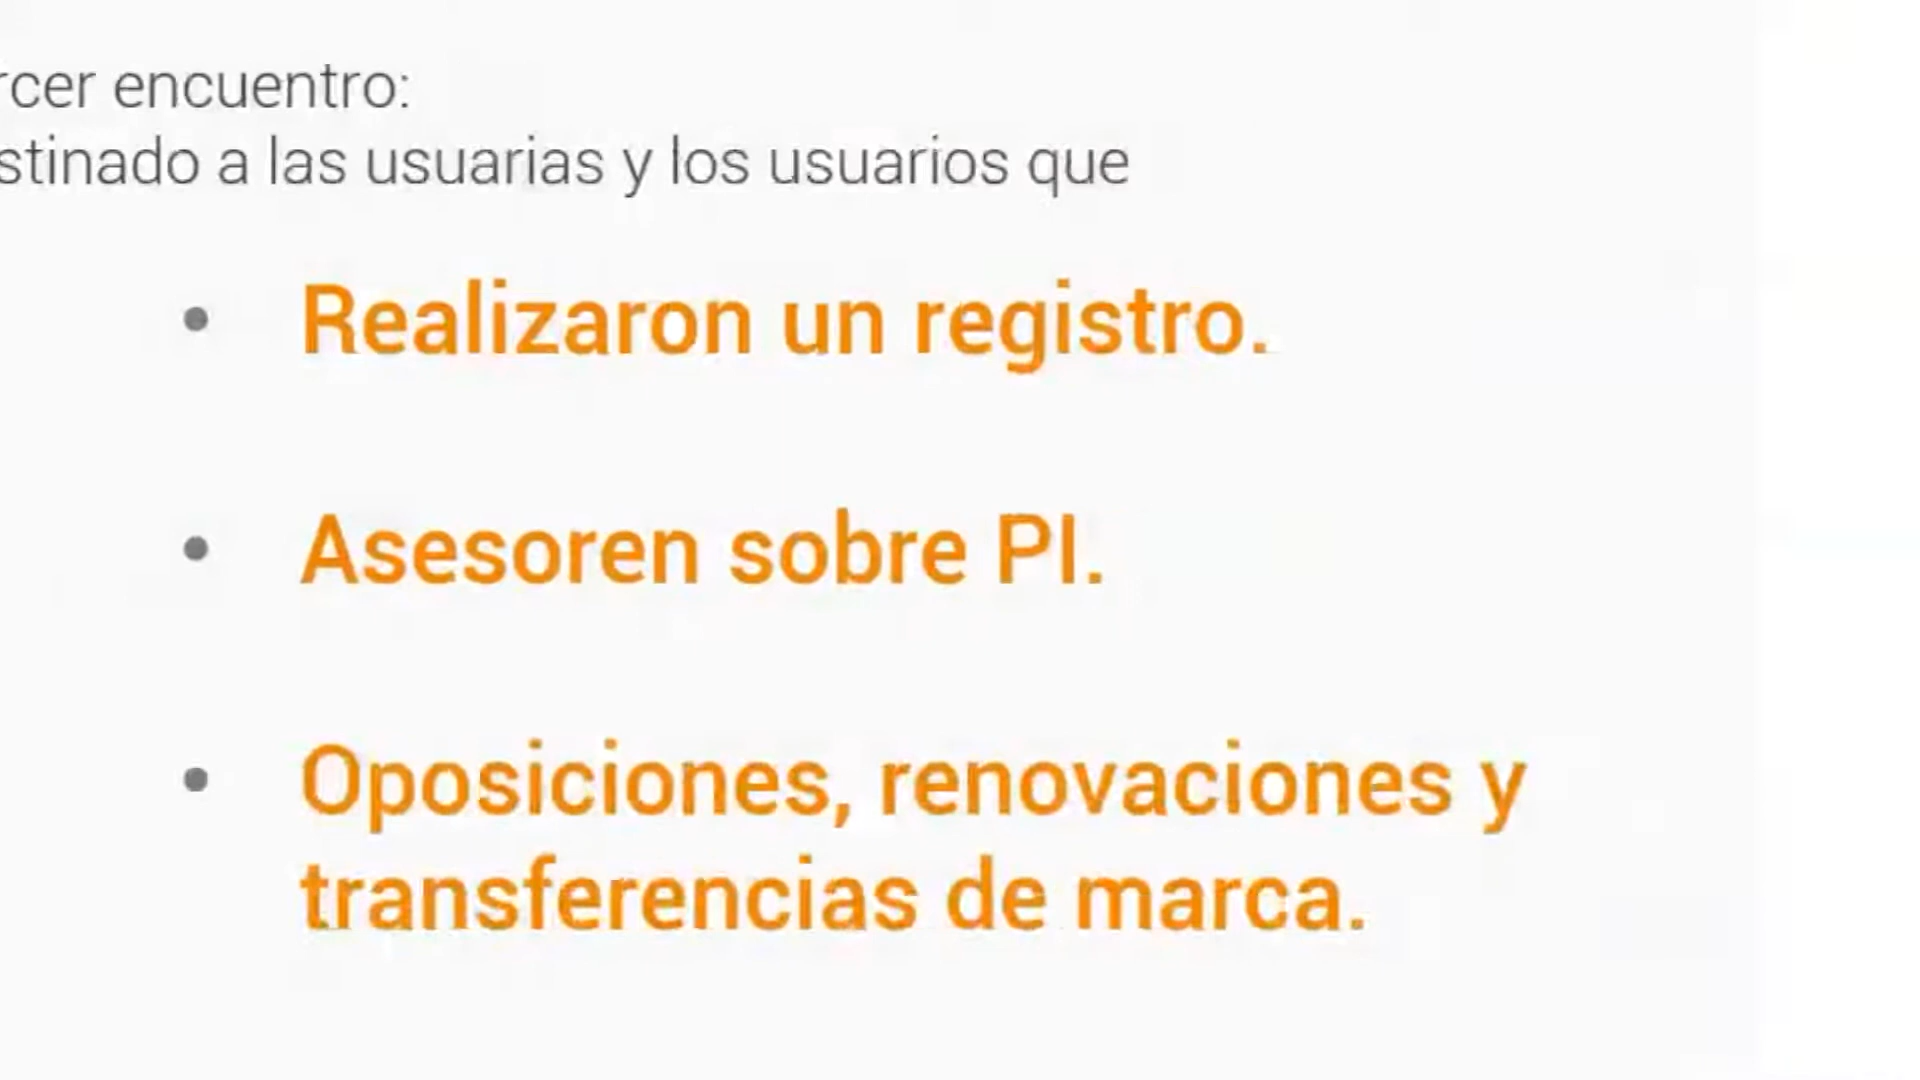 rcer encuentro:
stinado a las usuarias y los usuarios que
• Realizaron un registro.
• Asesoren sobre PI.
• Oposiciones, renovaciones y
transferencias de marca.